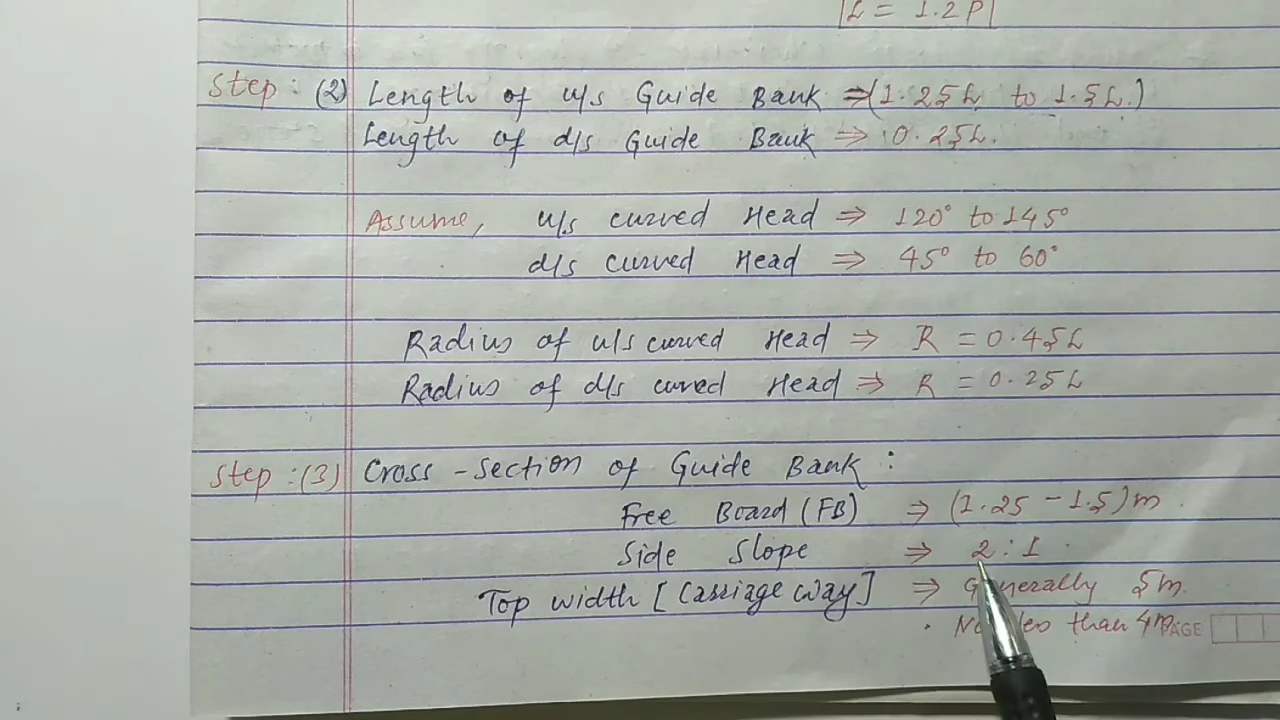 L = 1.2P
Step: (2) Length of u/s Guide Bank ⇒ (1.25L to 1.5L)
Length of d/s Guide Bank ⇒ 0.25L.
Assume, u/s curved Head ⇒ 120° to 145°
d/s curved Head ⇒ 45° to 60°
Radius of u/s curved Head ⇒ R = 0.45L
Radius of d/s curved Head ⇒ R = 0.25L
Step: (3) Cross-Section of Guide Bank:
Free Board (FB) ⇒ (1.25 - 1.5)m.
Side Slope ⇒ 2:1
Top width [Carriage way] ⇒ Generally 5m.
than 4m
PAGE